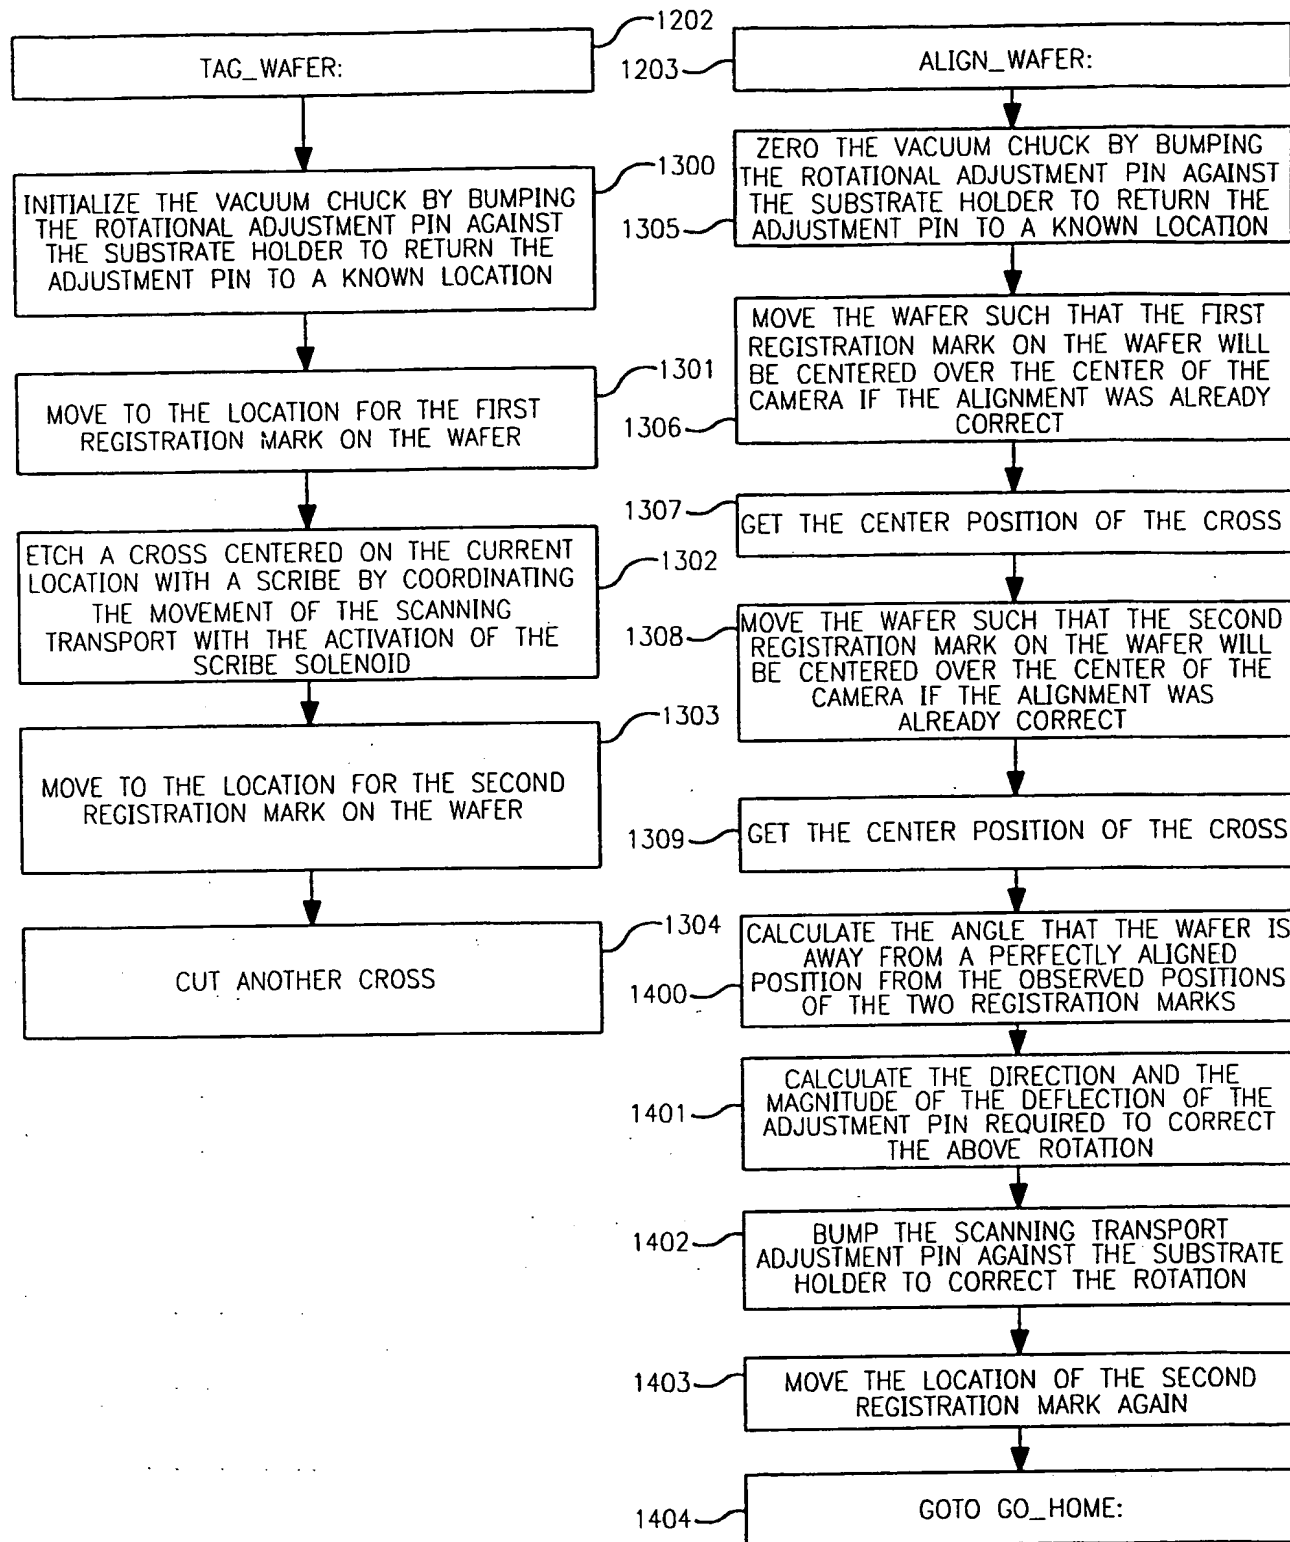 1202
TAG_WAFER:
1300
INITIALIZE THE VACUUM CHUCK BY BUMPING
THE ROTATIONAL ADJUSTMENT PIN AGAINST
THE SUBSTRATE HOLDER TO RETURN THE
ADJUSTMENT PIN TO A KNOWN LOCATION
1301
MOVE TO THE LOCATION FOR THE FIRST
REGISTRATION MARK ON THE WAFER
1302
ETCH A CROSS CENTERED ON THE CURRENT
LOCATION WITH A SCRIBE BY COORDINATING
THE MOVEMENT OF THE SCANNING
TRANSPORT WITH THE ACTIVATION OF THE
SCRIBE SOLENOID
1303
MOVE TO THE LOCATION FOR THE SECOND
REGISTRATION MARK ON THE WAFER
1304
CUT ANOTHER CROSS
1203
ALIGN_WAFER:
1305
ZERO THE VACUUM CHUCK BY BUMPING
THE ROTATIONAL ADJUSTMENT PIN AGAINST
THE SUBSTRATE HOLDER TO RETURN THE
ADJUSTMENT PIN TO A KNOWN LOCATION
1306
MOVE THE WAFER SUCH THAT THE FIRST
REGISTRATION MARK ON THE WAFER WILL
BE CENTERED OVER THE CENTER OF THE
CAMERA IF THE ALIGNMENT WAS ALREADY
CORRECT
1307
GET THE CENTER POSITION OF THE CROSS
1308
MOVE THE WAFER SUCH THAT THE SECOND
REGISTRATION MARK ON THE WAFER WILL
BE CENTERED OVER THE CENTER OF THE
CAMERA IF THE ALIGNMENT WAS
ALREADY CORRECT
1309
GET THE CENTER POSITION OF THE CROSS
1400
CALCULATE THE ANGLE THAT THE WAFER IS
AWAY FROM A PERFECTLY ALIGNED
POSITION FROM THE OBSERVED POSITIONS
OF THE TWO REGISTRATION MARKS
1401
CALCULATE THE DIRECTION AND THE
MAGNITUDE OF THE DEFLECTION OF THE
ADJUSTMENT PIN REQUIRED TO CORRECT
THE ABOVE ROTATION
1402
BUMP THE SCANNING TRANSPORT
ADJUSTMENT PIN AGAINST THE SUBSTRATE
HOLDER TO CORRECT THE ROTATION
1403
MOVE THE LOCATION OF THE SECOND
REGISTRATION MARK AGAIN
1404
GOTO GO_HOME: